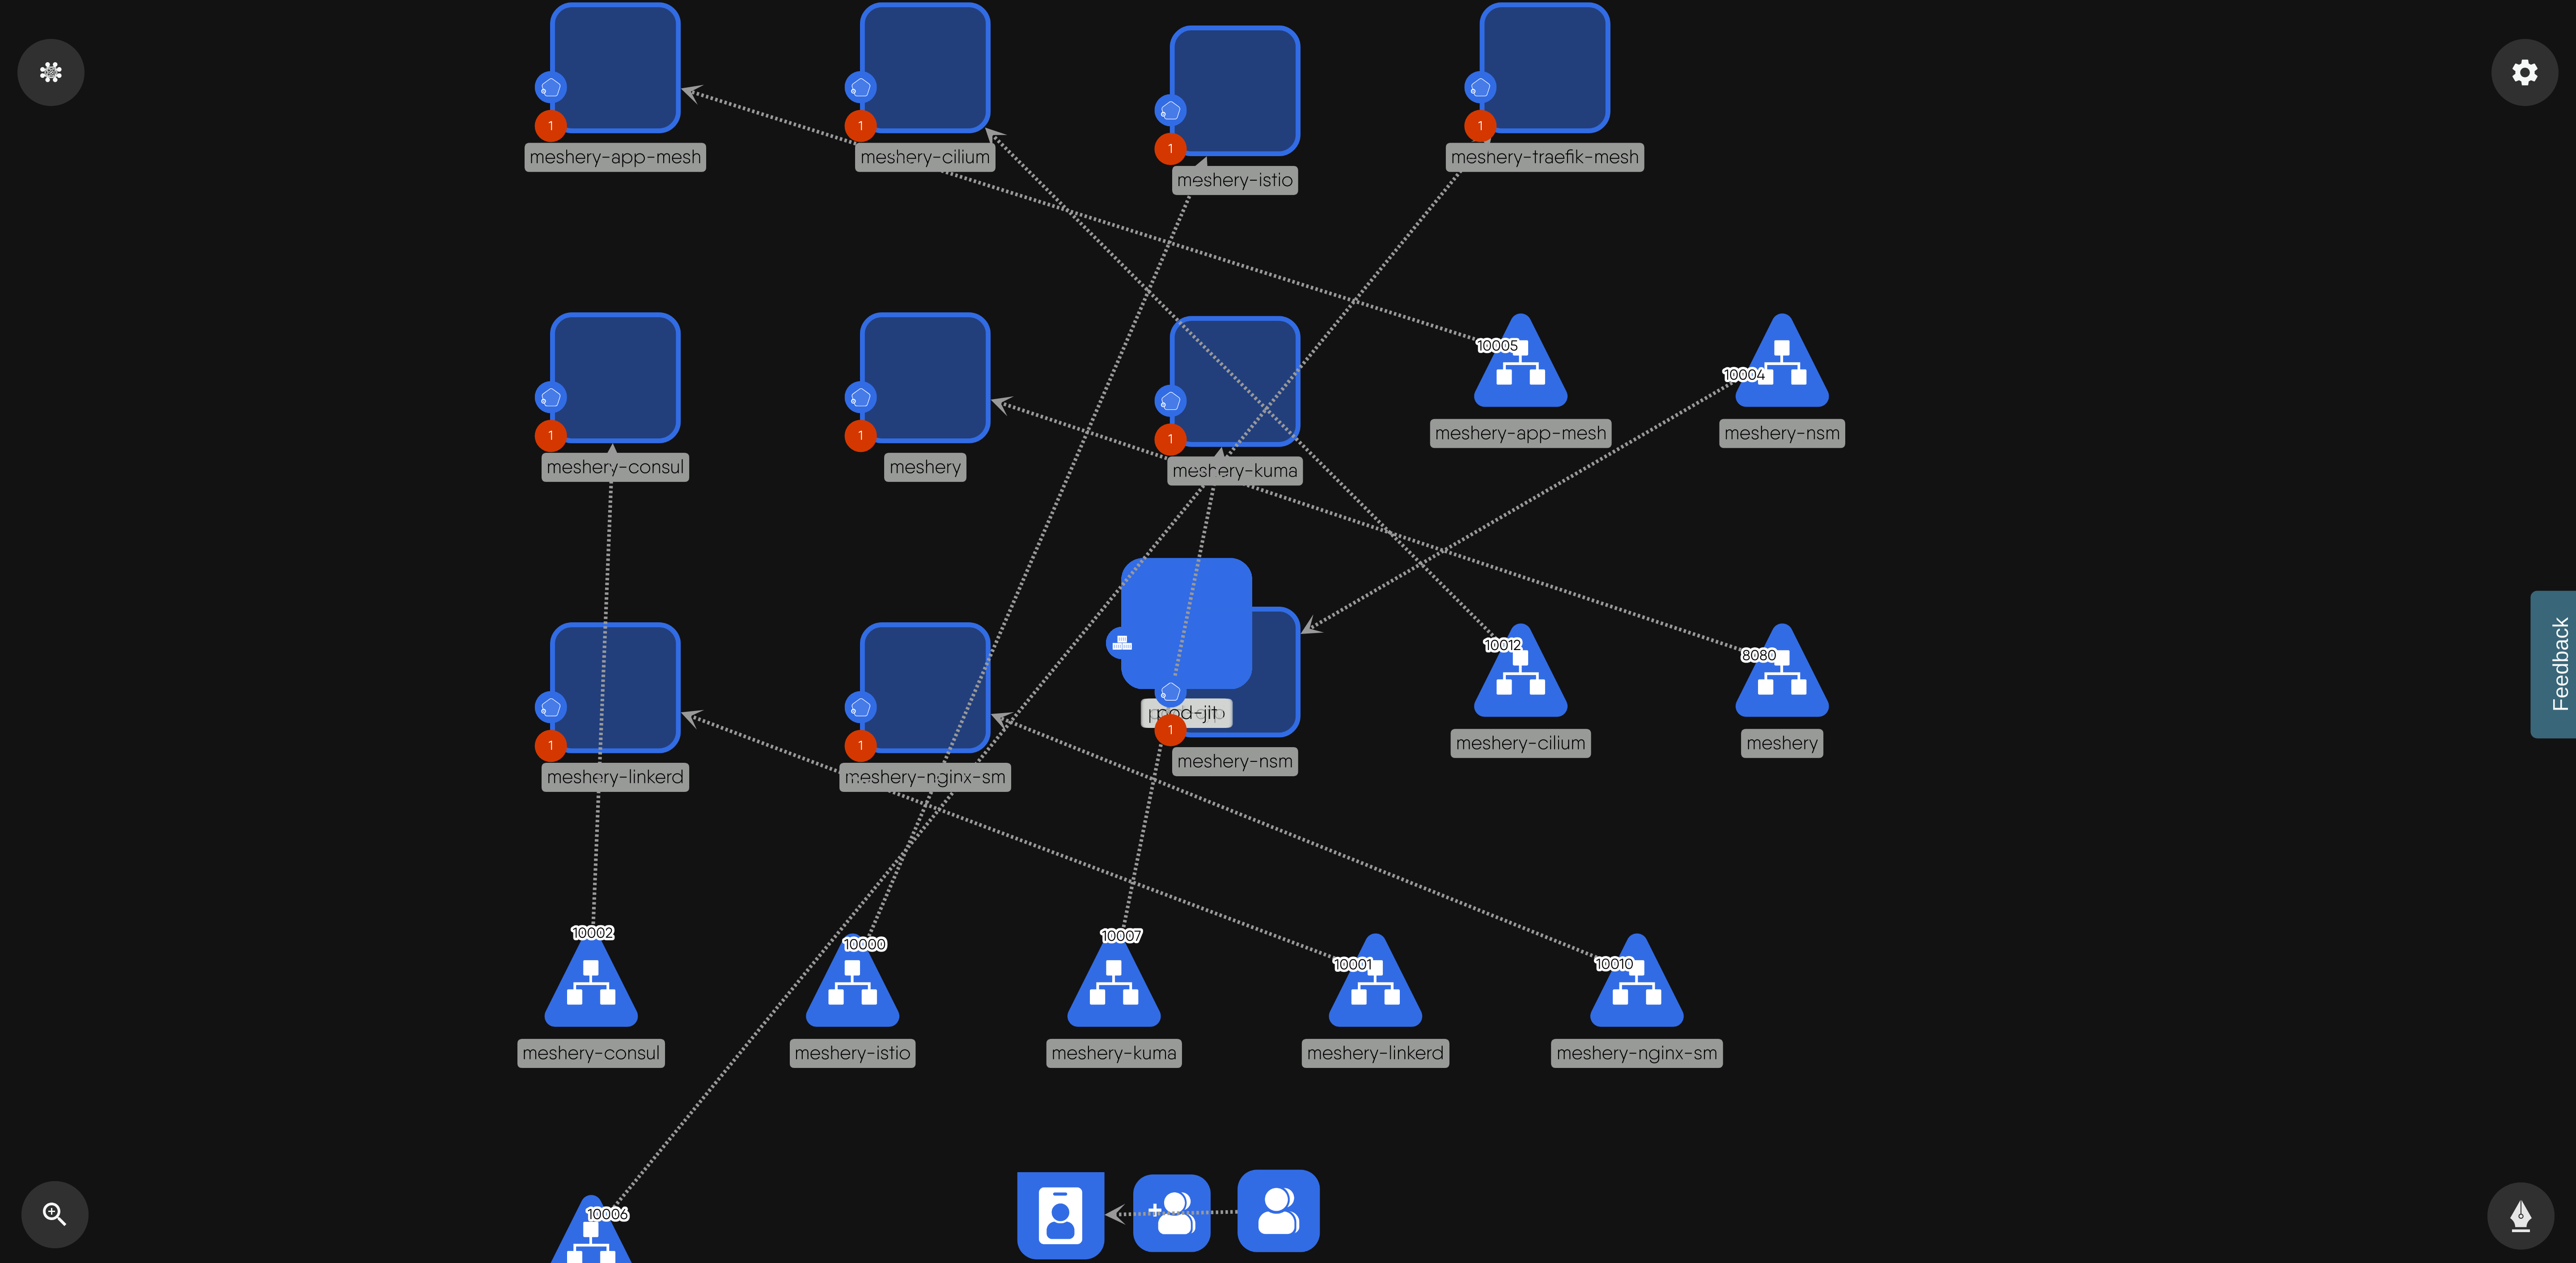 1
1
1
1
meshery-app-mesh
meshery-cilium
meshery-istio
meshery-traefik-mesh
10005
10004
1
1
1
meshery-consul
meshery
meshery-kuma
meshery-app-mesh
meshery-nsm
10012
8080
1
1
1
meshery-linkerd
meshery-nginx-sm
meshery-nsm
meshery-cilium
meshery
Feedback
10002
10000
10007
10001
10010
meshery-consul
meshery-istio
meshery-kuma
meshery-linkerd
meshery-nginx-sm
10006